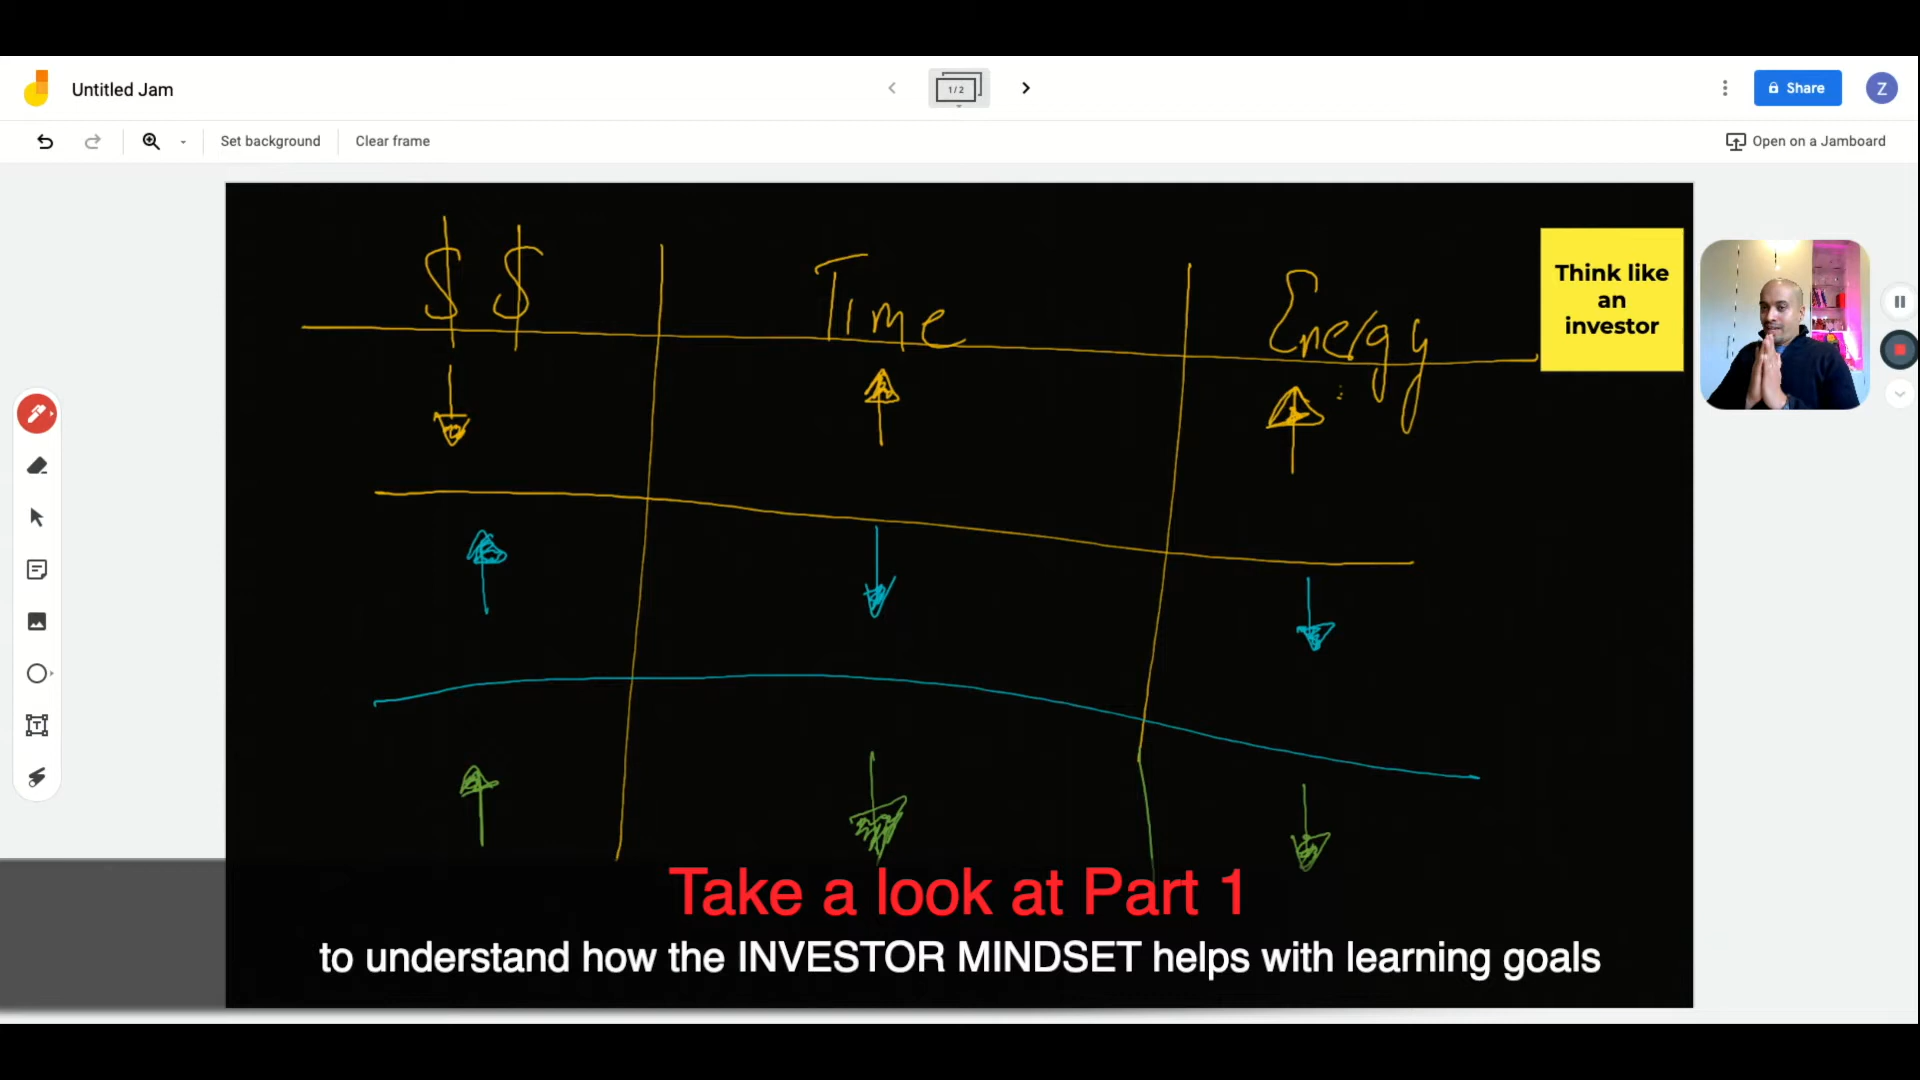 Untitled Jam
1 / 2
Share
Z
Set background
Clear frame
Open on a Jamboard
$ $
Time
Energy
Think like
an
investor
Take a look at Part 1
to understand how the INVESTOR MINDSET helps with learning goals